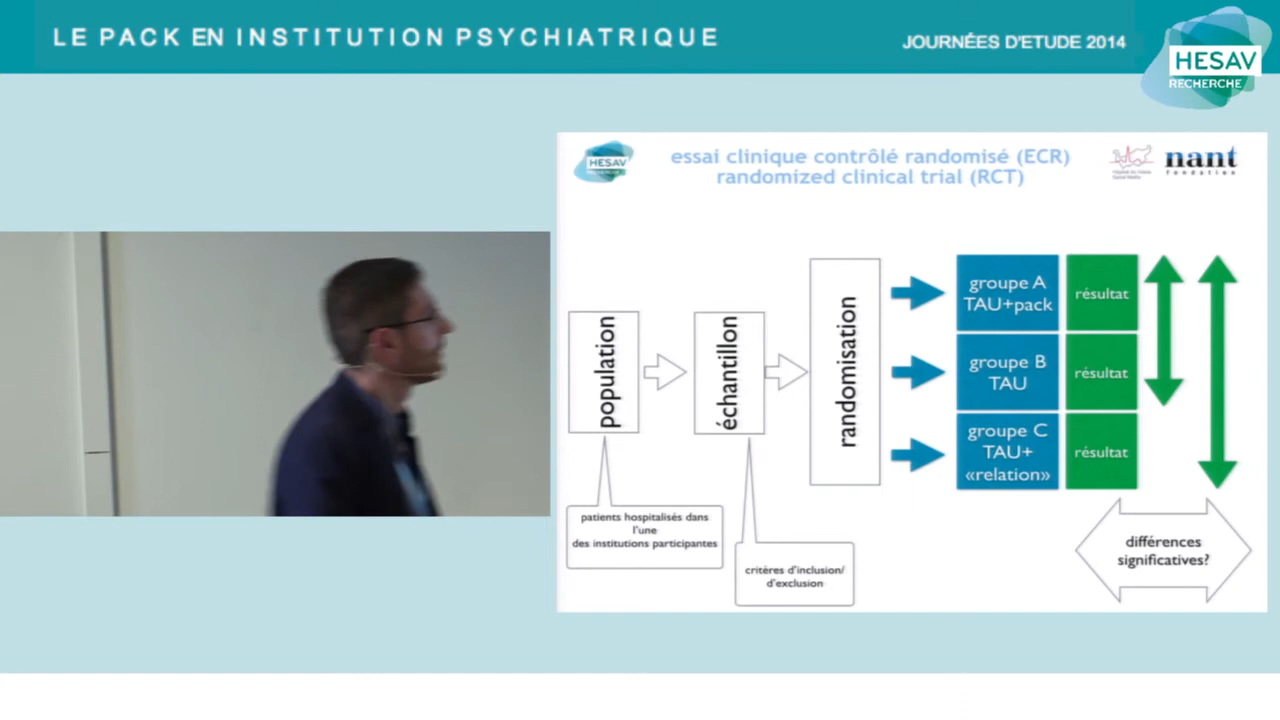 LE PACK EN INSTITUTION PSYCHIATRIQUE
JOURNÉES D'ETUDE 2014
HESAV
RECHERCHE
HESAV
RECHERCHE
essai clinique contrôlé randomisé (ECR)
randomized clinical trial (RCT)
nant
fondation
population
échantillon
randomisation
groupe A
TAU+pack
résultat
groupe B
TAU
résultat
groupe C
TAU+
«relation»
résultat
patients hospitalisés dans
l'une
des institutions participantes
critères d'inclusion/
d'exclusion
différences
significatives?